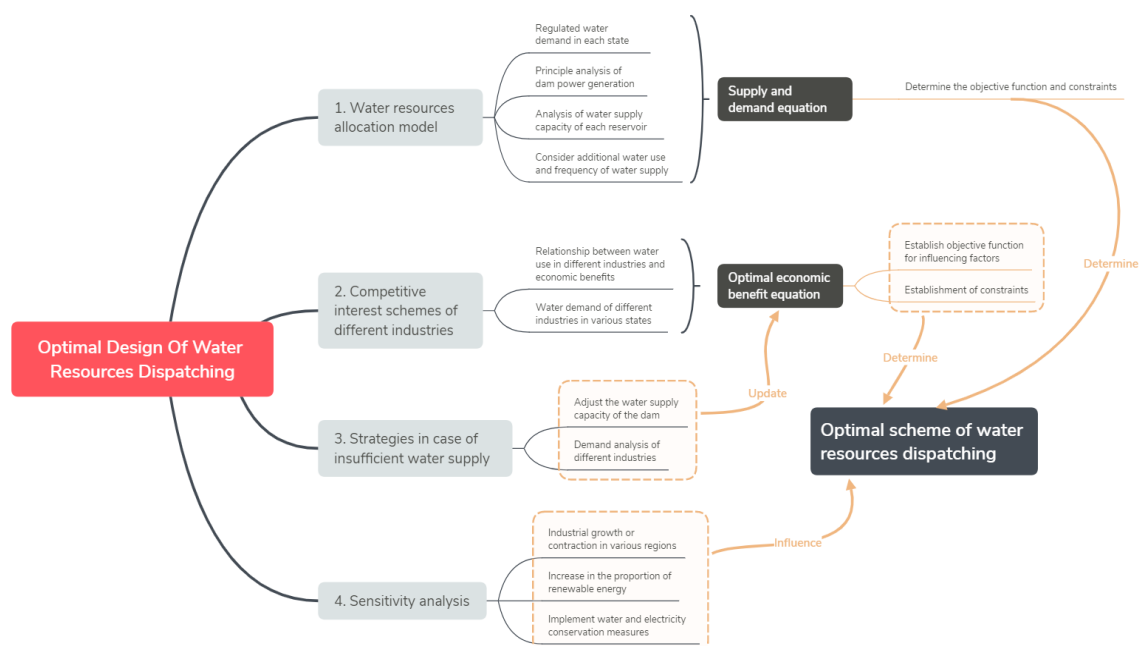 Optimal Design Of Water
Resources Dispatching
1. Water resources
allocation model
Regulated water
demand in each state
Principle analysis of
dam power generation
Analysis of water supply
capacity of each reservoir
Consider additional water use
and frequency of water supply
Supply and
demand equation
Determine the objective function and constraints
Determine
2. Competitive
interest schemes of
different industries
Relationship between water
use in different industries and
economic benefits
Water demand of different
industries in various states
Optimal economic
benefit equation
Establish objective function
for influencing factors
Establishment of constraints
Determine
3. Strategies in case of
insufficient water supply
Adjust the water supply
capacity of the dam
Demand analysis of
different industries
Update
Optimal scheme of water
resources dispatching
4. Sensitivity analysis
Industrial growth or
contraction in various regions
Increase in the proportion of
renewable energy
Implement water and electricity
conservation measures
Influence